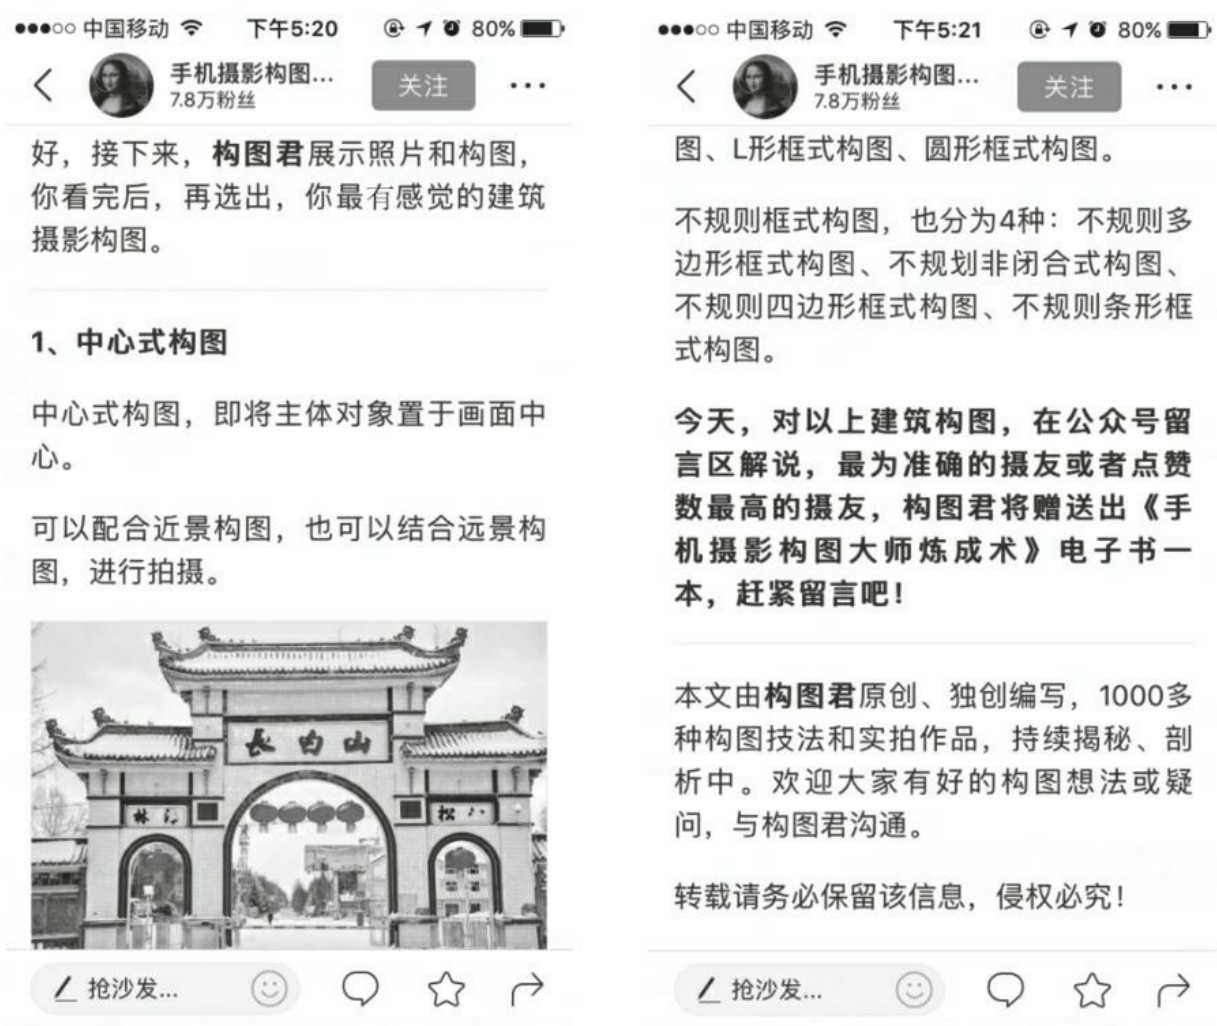 中国移动 下午5:20 80%
手机摄影构图...
7.8万粉丝
关注
好，接下来，构图君展示照片和构图，
你看完后，再选出，你最有感觉的建筑
摄影构图。
1、中心式构图
中心式构图，即将主体对象置于画面中
心。
可以配合近景构图，也可以结合远景构
图，进行拍摄。
長白山
抢沙发...
中国移动 下午5:21 80%
手机摄影构图...
7.8万粉丝
关注
图、L形框式构图、圆形框式构图。
不规则框式构图，也分为4种：不规则多
边形框式构图、不规划非闭合式构图、
不规则四边形框式构图、不规则条形框
式构图。
今天，对以上建筑构图，在公众号留
言区解说，最为准确的摄友或者点赞
数最高的摄友，构图君将赠送出《手
机摄影构图大师炼成术》电子书一
本，赶紧留言吧！
本文由构图君原创、独创编写，1000多
种构图技法和实拍作品，持续揭秘、剖
析中。欢迎大家有好的构图想法或疑
问，与构图君沟通。
转载请务必保留该信息，侵权必究！
抢沙发...